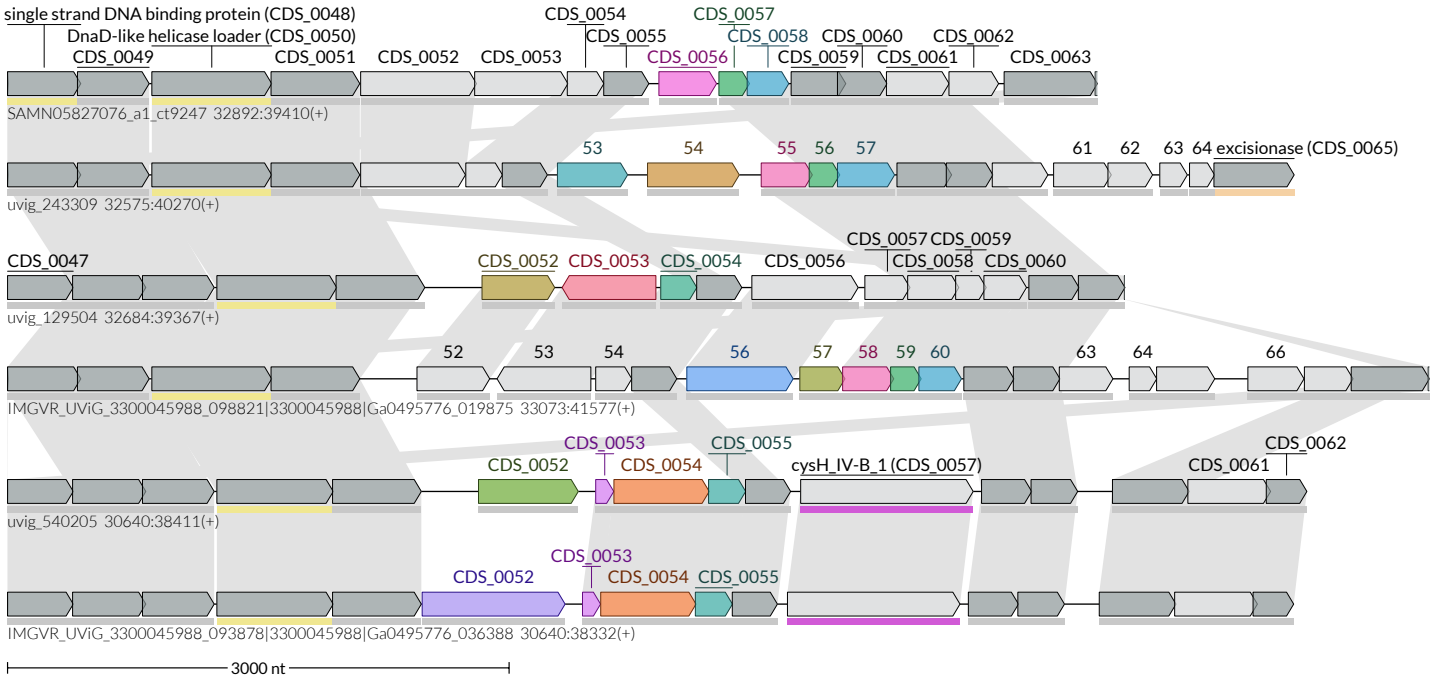 single strand DNA binding protein (CDS_0048) CDS_0054 CDS_0057
DnaD-like helicase loader (CDS_0050) CDS_0055 CDS_0058 CDS_0060 CDS_0062
CDS_0049 CDS_0051 CDS_0052 CDS_0053 CDS_0056 CDS_0059 CDS_0061 CDS_0063
SAMN05827076_a1_ct9247 32892:39410(+)
53 54 55 56 57 61 62 63 64 excisionase (CDS_0065)
uvig_243309 32575:40270(+)
CDS_0057 CDS_0059
CDS_0047 CDS_0052 CDS_0053 CDS_0054 CDS_0056 CDS_0058 CDS_0060
uvig_129504 32684:39367(+)
52 53 54 56 57 58 59 60 63 64 66
IMGVR_UViG_3300045988_098821|3300045988|Ga0495776_019875 33073:41577(+)
CDS_0053 CDS_0055 CDS_0062
CDS_0052 CDS_0054 cysH_IV-B_1 (CDS_0057) CDS_0061
uvig_540205 30640:38411(+)
CDS_0053
CDS_0052 CDS_0054 CDS_0055
IMGVR_UViG_3300045988_093878|3300045988|Ga0495776_036388 30640:38332(+)
3000 nt